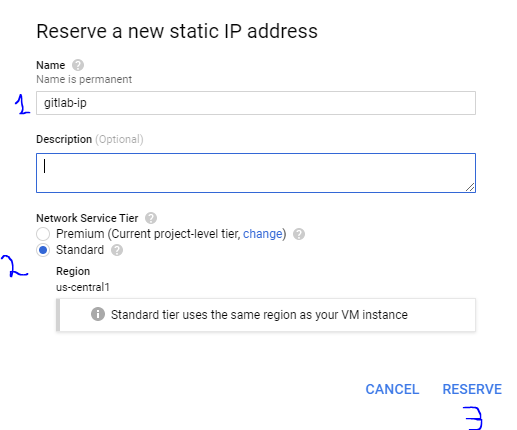 Reserve a new static IP address
Name ?
Name is permanent
1 gitlab-ip
Description (Optional)
Network Service Tier ?
Premium (Current project-level tier, change) ?
2 Standard ?
Region
us-central1
i Standard tier uses the same region as your VM instance
CANCEL RESERVE
3